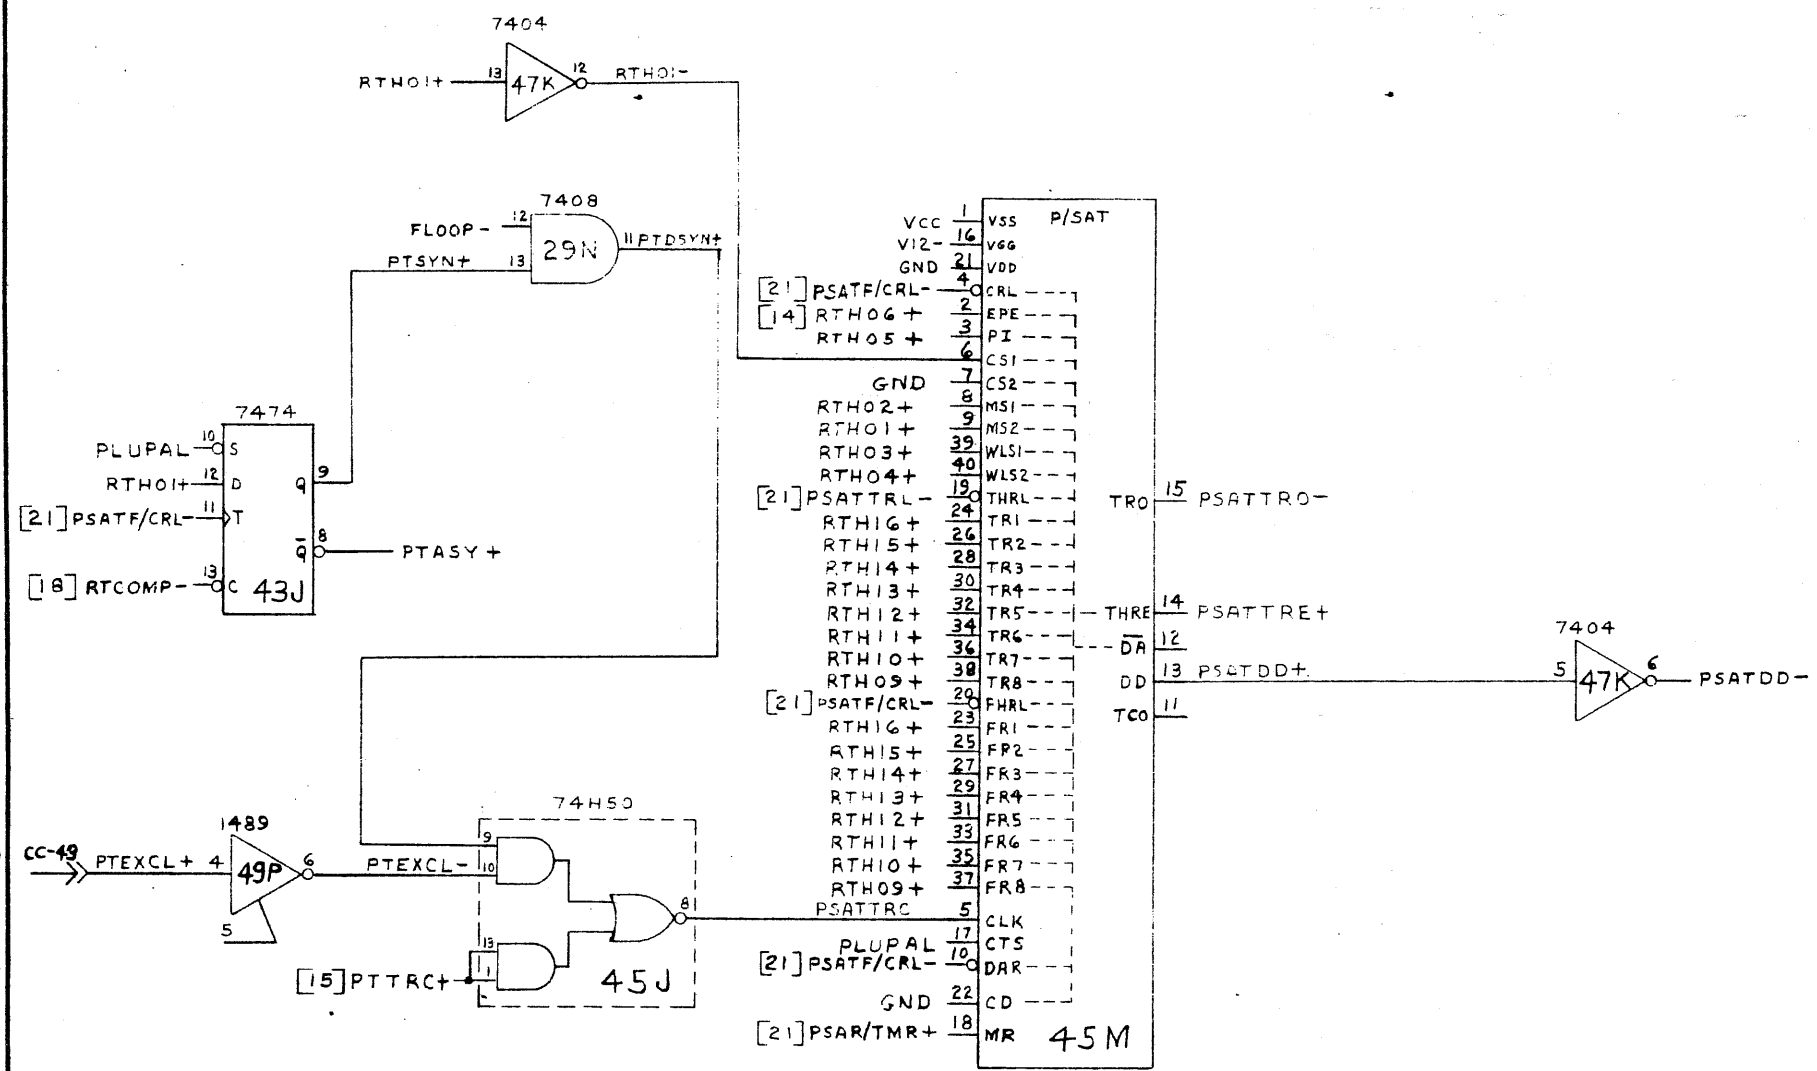 7404
RTH01+ 13 47K 12 RTH01-
7408
FLOOP- 12 29N 11 PTDSYN+
PTSYN+ 13
7474
PLUPAL 10 S
RTH01+ 12 D Q 9
[21] PSATF/CRL- 11 T
Q 8 PTASY+
[18] RTCOMP- 13 C 43J
1489
CC-49 PTEXCL+ 4 49P 6 PTEXCL-
5
74H50
9
10
8 PSATTRC
13
[15] PTTRC+ 1 45J
P/SAT
VCC 1 VSS
V12- 16 VGG
GND 21 VDD
[21] PSATF/CRL- 4 CRL
[14] RTH06+ 2 EPE
RTH05+ 3 PI
6 CS1
GND 7 CS2
RTH02+ 8 MS1
RTH01+ 9 MS2
RTH03+ 39 WLS1
RTH04+ 40 WLS2
[21] PSATTRL- 19 THRL
RTH16+ 24 TR1
RTH15+ 26 TR2
RTH14+ 28 TR3
RTH13+ 30 TR4
RTH12+ 32 TR5
RTH11+ 34 TR6
RTH10+ 36 TR7
RTH09+ 38 TR8
[21] PSATF/CRL- 20 FHRL
RTH16+ 23 FR1
RTH15+ 25 FR2
RTH14+ 27 FR3
RTH13+ 29 FR4
RTH12+ 31 FR5
RTH11+ 33 FR6
RTH10+ 35 FR7
RTH09+ 37 FR8
5 CLK
PLUPAL 17 CTS
[21] PSATF/CRL- 10 DAR
GND 22 CD
[21] PSAR/TMR+ 18 MR
45M
TRO 15 PSATTRO-
THRE 14 PSATTRE+
DA 12
DD 13 PSATDD+
TCO 11
7404
5 47K 6 PSATDD-